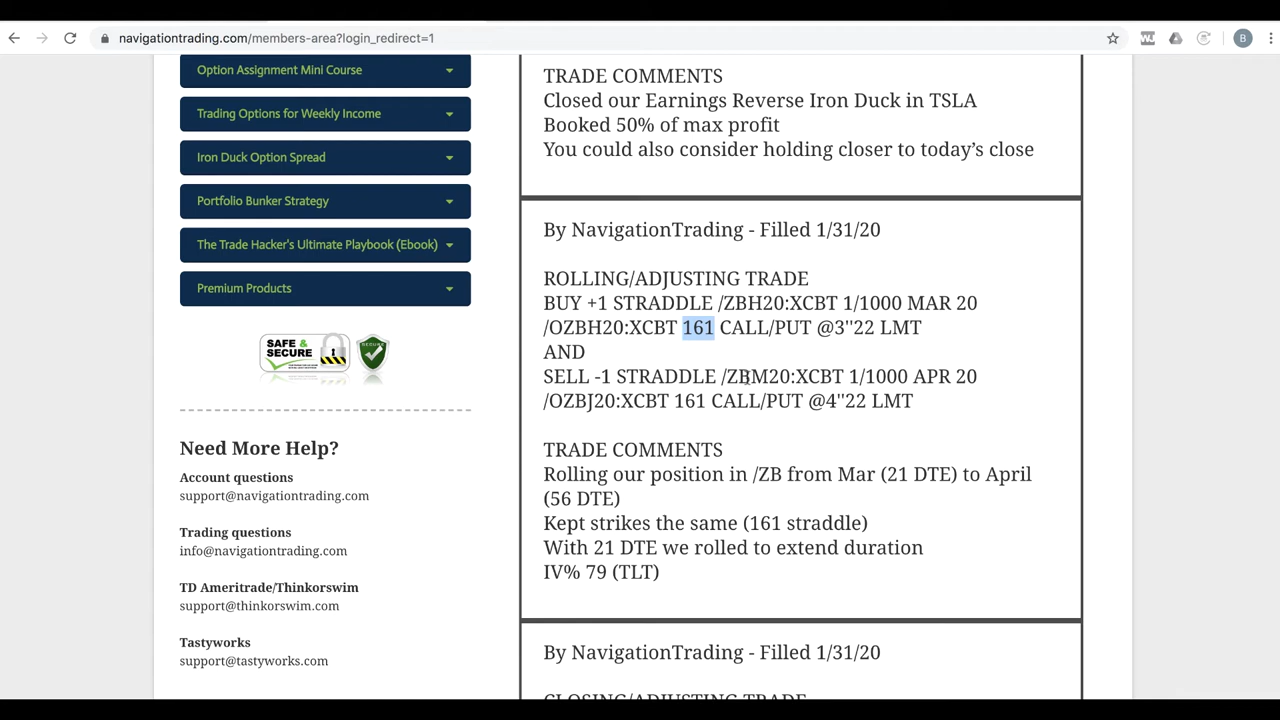 navigationtrading.com/members-area?login_redirect=1
B
Option Assignment Mini Course
Trading Options for Weekly Income
Iron Duck Option Spread
Portfolio Bunker Strategy
The Trade Hacker's Ultimate Playbook (Ebook)
Premium Products
SAFE &
SECURE
Need More Help?
Account questions
support@navigationtrading.com
Trading questions
info@navigationtrading.com
TD Ameritrade/Thinkorswim
support@thinkorswim.com
Tastyworks
support@tastyworks.com
TRADE COMMENTS
Closed our Earnings Reverse Iron Duck in TSLA
Booked 50% of max profit
You could also consider holding closer to today’s close
By NavigationTrading - Filled 1/31/20
ROLLING/ADJUSTING TRADE
BUY +1 STRADDLE /ZBH20:XCBT 1/1000 MAR 20
/OZBH20:XCBT 161 CALL/PUT @3"22 LMT
AND
SELL -1 STRADDLE /ZBM20:XCBT 1/1000 APR 20
/OZBJ20:XCBT 161 CALL/PUT @4"22 LMT
TRADE COMMENTS
Rolling our position in /ZB from Mar (21 DTE) to April
(56 DTE)
Kept strikes the same (161 straddle)
With 21 DTE we rolled to extend duration
IV% 79 (TLT)
By NavigationTrading - Filled 1/31/20
CLOSING/ADJUSTING TRADE